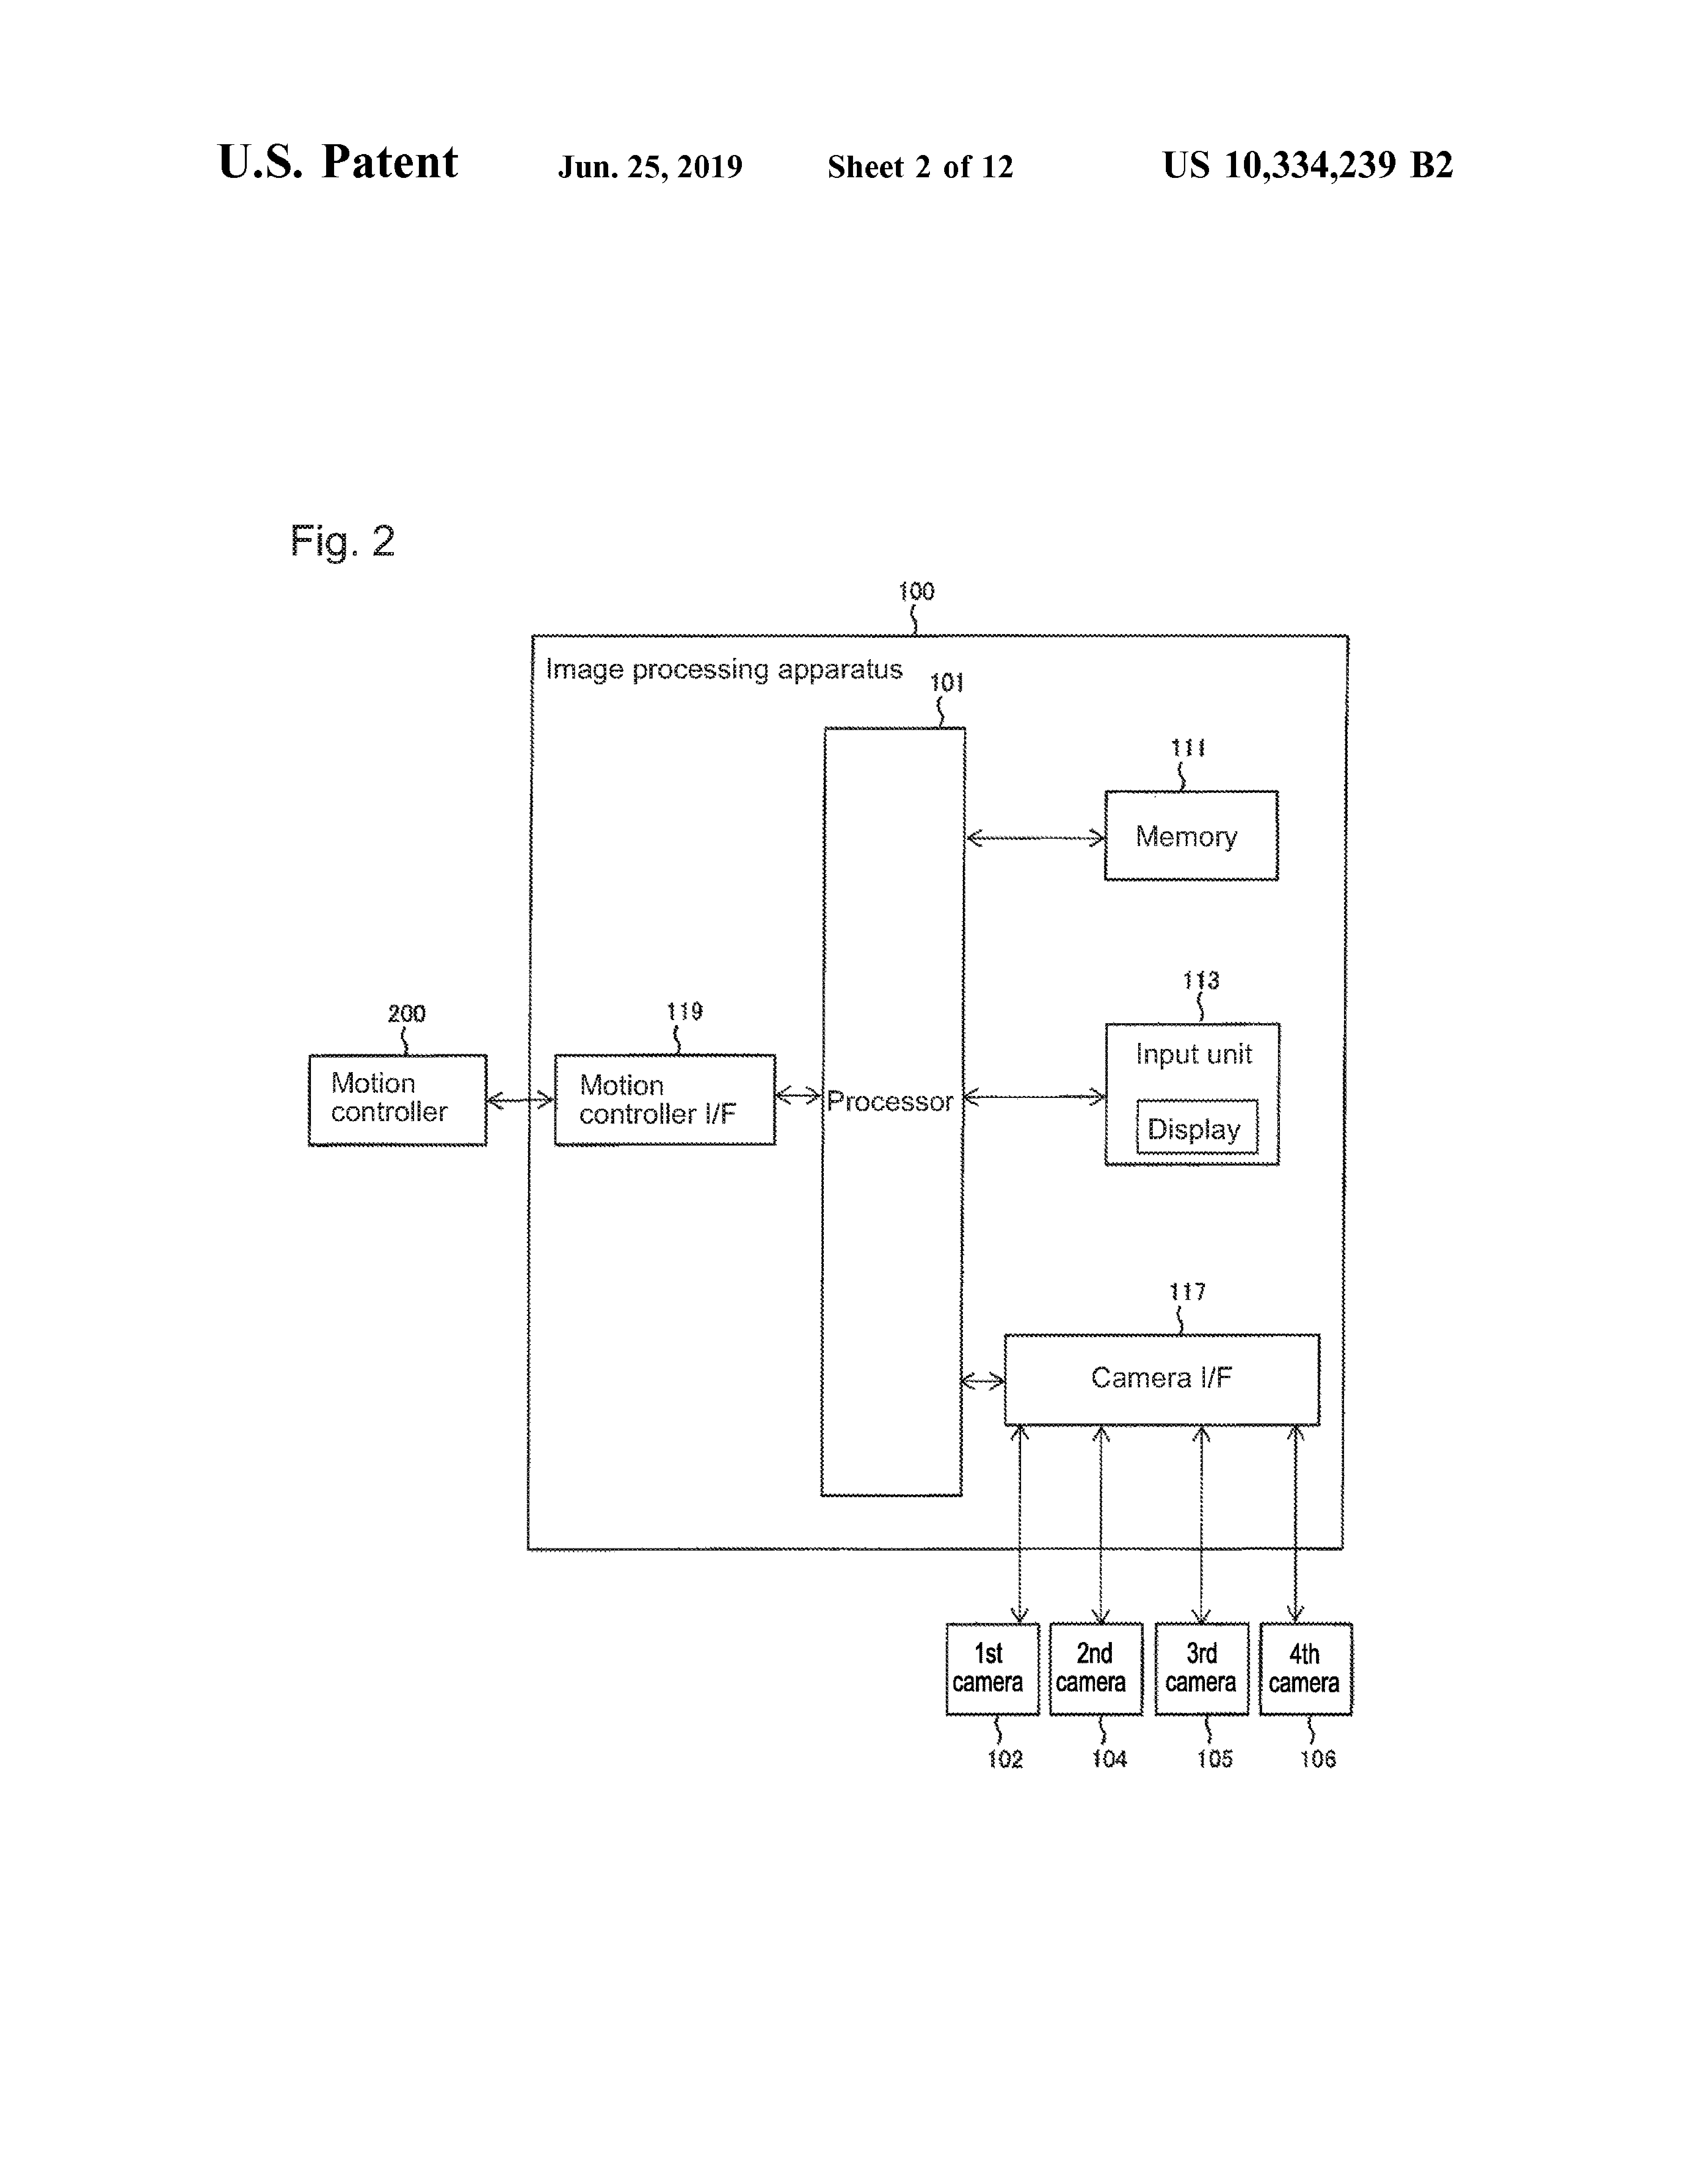 U.S. Patent Jun. 25, 2019 Sheet 2 of 12 US 10,334,239 B2
Fig. 2
100
Image processing apparatus
101
111
Memory
113
Input unit
Display
200
Motion
controller
119
Motion
controller I/F
Processor
117
Camera I/F
1st
camera
2nd
camera
3rd
camera
4th
camera
102
104
105
106